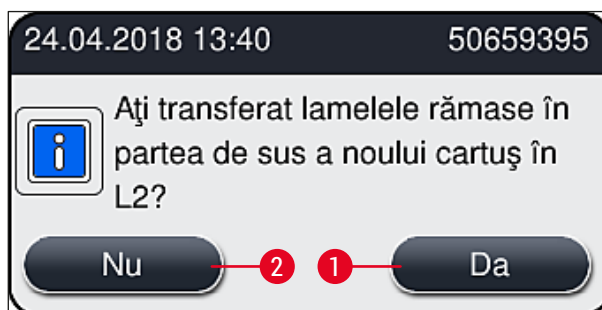 24.04.2018 13:40 50659395
Aţi transferat lamelele rămase în
partea de sus a noului cartuş în
L2?
Nu 2 1 Da